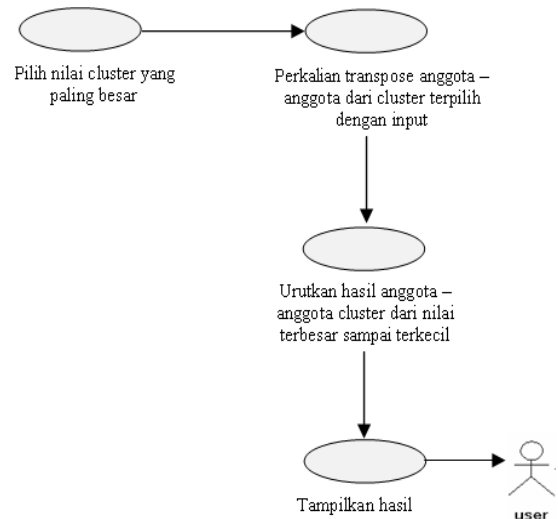 Pilih nilai cluster yang
paling besar
Perkalian transpose anggota –
anggota dari cluster terpilih
dengan input
Urutkan hasil anggota –
anggota cluster dari nilai
terbesar sampai terkecil
Tampilkan hasil
user